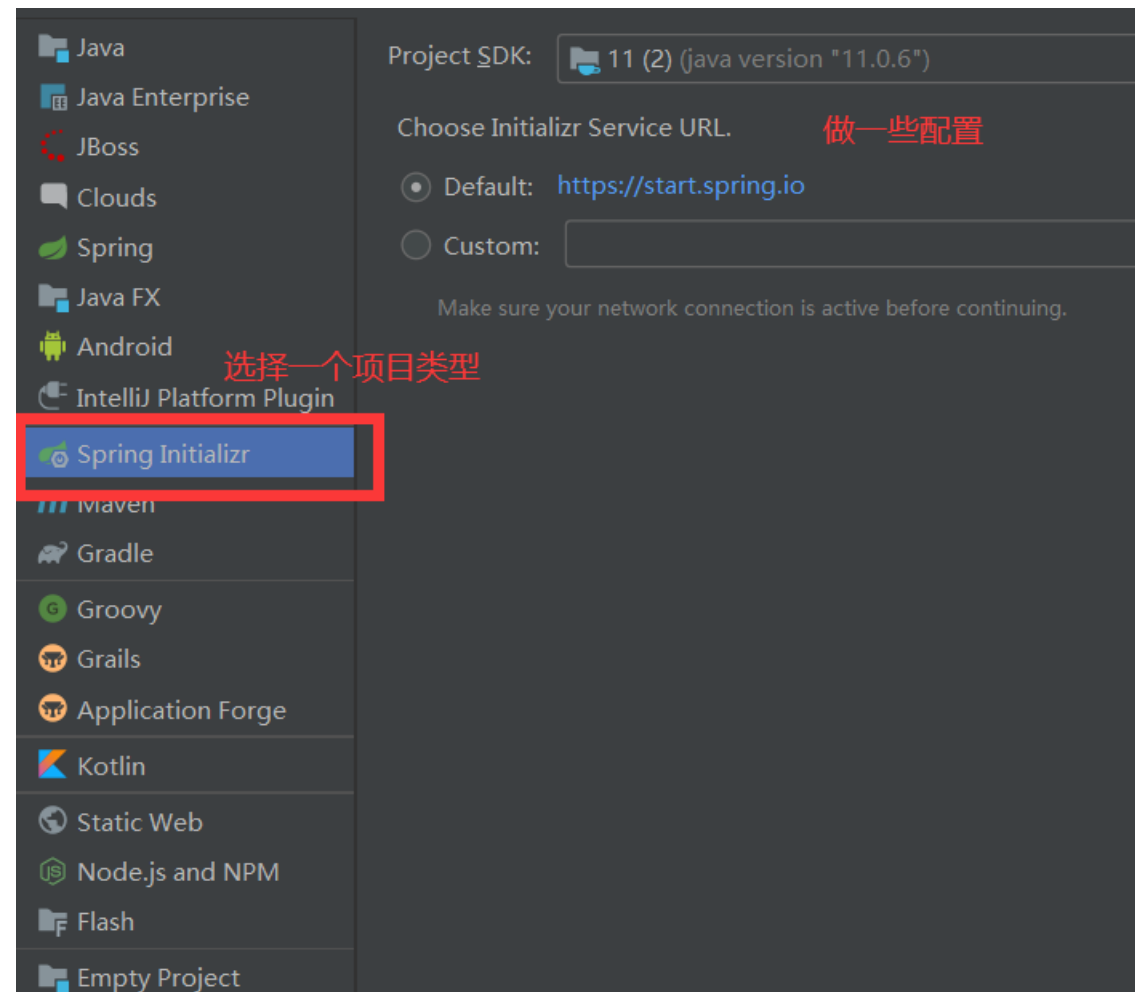 Java
Java Enterprise
JBoss
Clouds
Spring
Java FX
Android
选择一个项目类型
IntelliJ Platform Plugin
Spring Initializr
Maven
Gradle
Groovy
Grails
Application Forge
Kotlin
Static Web
Node.js and NPM
Flash
Empty Project
Project SDK: 11 (2) (java version "11.0.6")
Choose Initializr Service URL. 做一些配置
Default: https://start.spring.io
Custom:
Make sure your network connection is active before continuing.